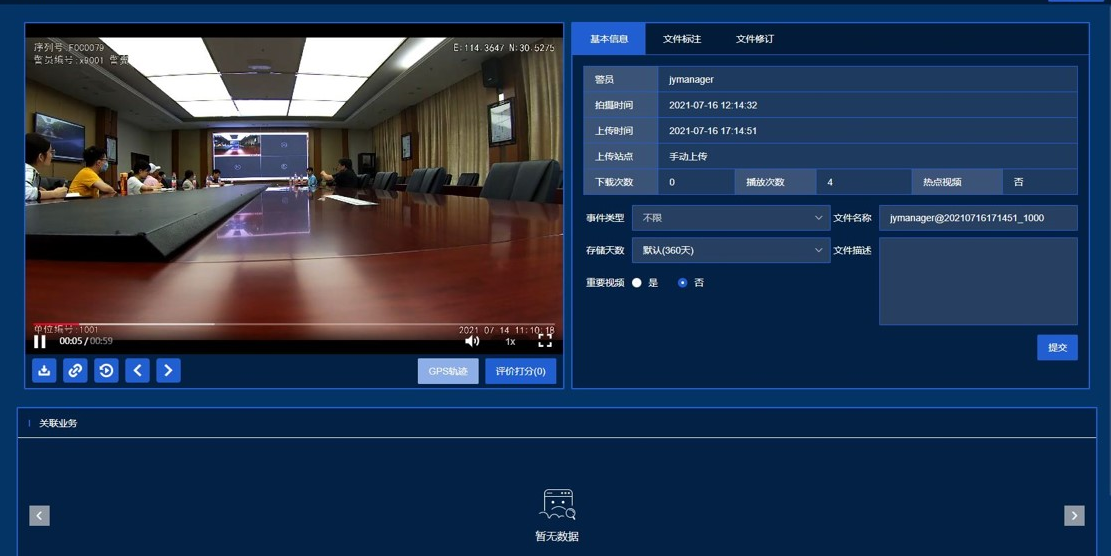 序列号:F000079
E:114.3647 N:30.5275
警员编号:x9001 警员
单位编号:1001
2021 07 14 11:10:18
00:05 / 00:59
1x
GPS轨迹
评价打分(0)
基本信息 文件标注 文件修订
警员 jymanager
拍摄时间 2021-07-16 12:14:32
上传时间 2021-07-16 17:14:51
上传站点 手动上传
下载次数 0 播放次数 4 热点视频 否
事件类型 不限 文件名称 jymanager@20210716171451_1000
存储天数 默认(360天) 文件描述
重要视频 是 否
提交
关联业务
暂无数据